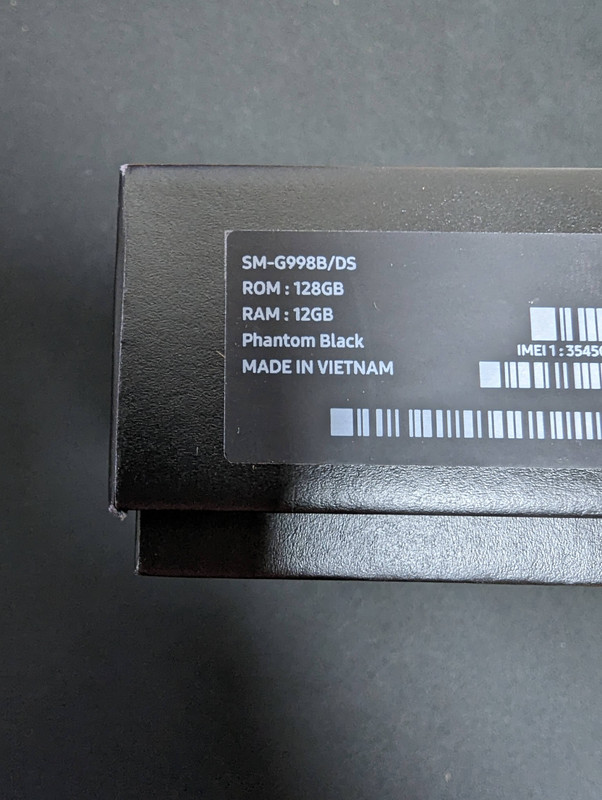 SM-G998B/DS
ROM : 128GB
RAM : 12GB
Phantom Black
MADE IN VIETNAM
IMEI 1 : 3545